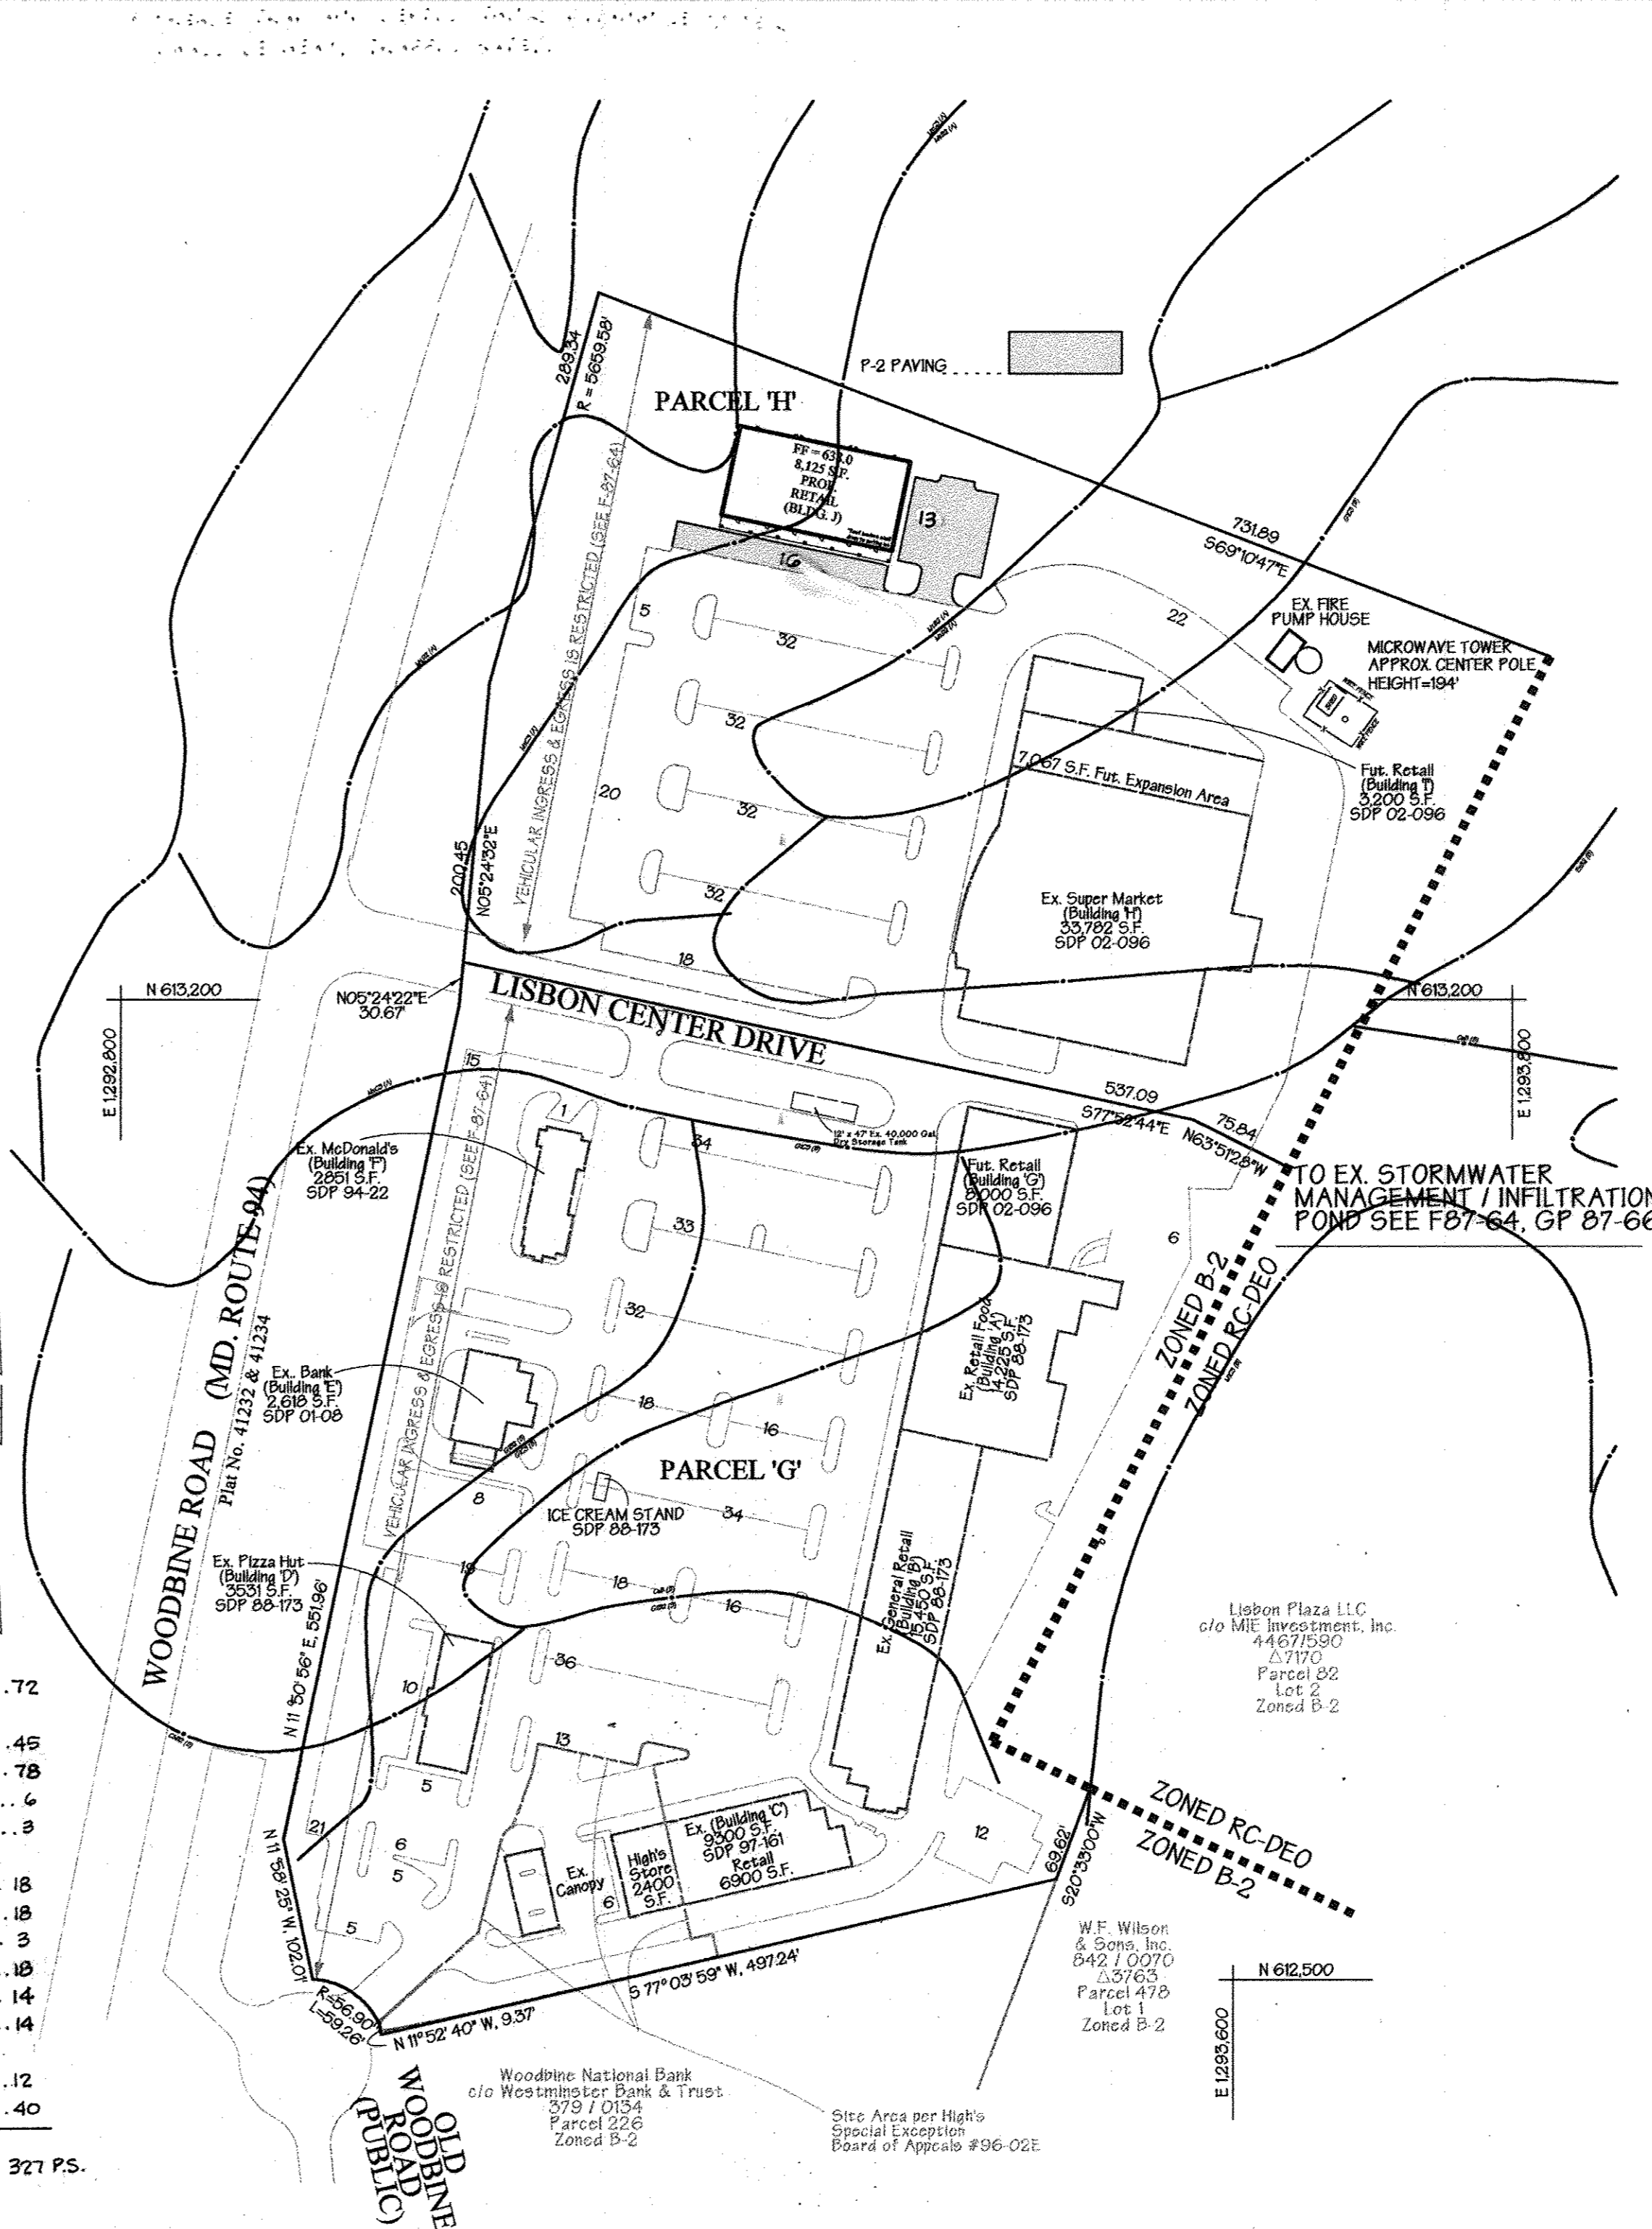 289.34
R = 5659.58'
P-2 PAVING
PARCEL 'H'
FF = 633.0
8,125 S.F.
PROP.
RETAIL
(BLDG. J)
13
16
731.89
S69°10'47"E
VEHICULAR INGRESS & EGRESS IS RESTRICTED (SEE F-87-64)
5
32
22
EX. FIRE
PUMP HOUSE
MICROWAVE TOWER
APPROX. CENTER POLE
HEIGHT=194'
32
7,067 S.F. Fut. Expansion Area
Fut. Retail
(Building 'I')
3,200 S.F.
SDP 02-096
20
32
200.45
N05°24'32"E
32
Ex. Super Market
(Building 'H')
33,782 S.F.
SDP 02-096
18
N 613,200
E 1,292,800
N05°24'22"E
30.67'
LISBON CENTER DRIVE
N 613,200
E 1,293,800
15
1
537.09
S77°52'44"E
75.84
N63°51'28"W
12' x 47' Ex. 40,000 Gal.
Dry Storage Tank
34
Ex. McDonald's
(Building 'F')
2851 S.F.
SDP 94-22
Fut. Retail
(Building 'G')
8,000 S.F.
SDP 02-096
TO EX. STORMWATER
MANAGEMENT / INFILTRATION
POND SEE F87-64, GP 87-66
33
6
VEHICULAR INGRESS & EGRESS IS RESTRICTED (SEE F-87-64)
WOODBINE ROAD (MD. ROUTE 94)
Plat No. 41232 & 41234
32
ZONED B-2
ZONED RC-DEO
Ex. Retail Food
(Building 'A')
14,225 S.F.
SDP 88-173
Ex. Bank
(Building 'E')
2,618 S.F.
SDP 01-08
18
16
PARCEL 'G'
8
ICE CREAM STAND
SDP 88-173
34
Ex. Pizza Hut
(Building 'D')
3531 S.F.
SDP 88-173
18
16
Ex. General Retail
(Building 'B')
15,450 S.F.
SDP 88-173
N 11°50'56" E, 551.96'
Lisbon Plaza LLC
c/o MIE Investment, Inc.
4467/590
△7170
Parcel 82
Lot 2
Zoned B-2
36
10
.72
.45
.78
..6
..3
18
.18
. 3
..18
. 14
..14
..12
.40
327 P.S.
13
5
21
6
5
5
Ex.
Canopy
6
High's
Store
2400
S.F.
Ex. (Building 'C')
9300 S.F.
SDP 97-161
Retail
6900 S.F.
12
69.62'
S20°33'00"W
ZONED RC-DEO
ZONED B-2
N 11°58'25" W, 102.01'
R=56.90'
L=59.26'
N 11°52'40" W, 9.37'
S 77°03'59" W, 497.24'
W.F. Wilson
& Sons, Inc.
842 / 0070
△3763
Parcel 478
Lot 1
Zoned B-2
N 612,500
E 1,293,600
OLD
WOODBINE
ROAD
(PUBLIC)
Woodbine National Bank
c/o Westminster Bank & Trust
379 / 0134
Parcel 226
Zoned B-2
Site Area per High's
Special Exception
Board of Appeals #96-02E